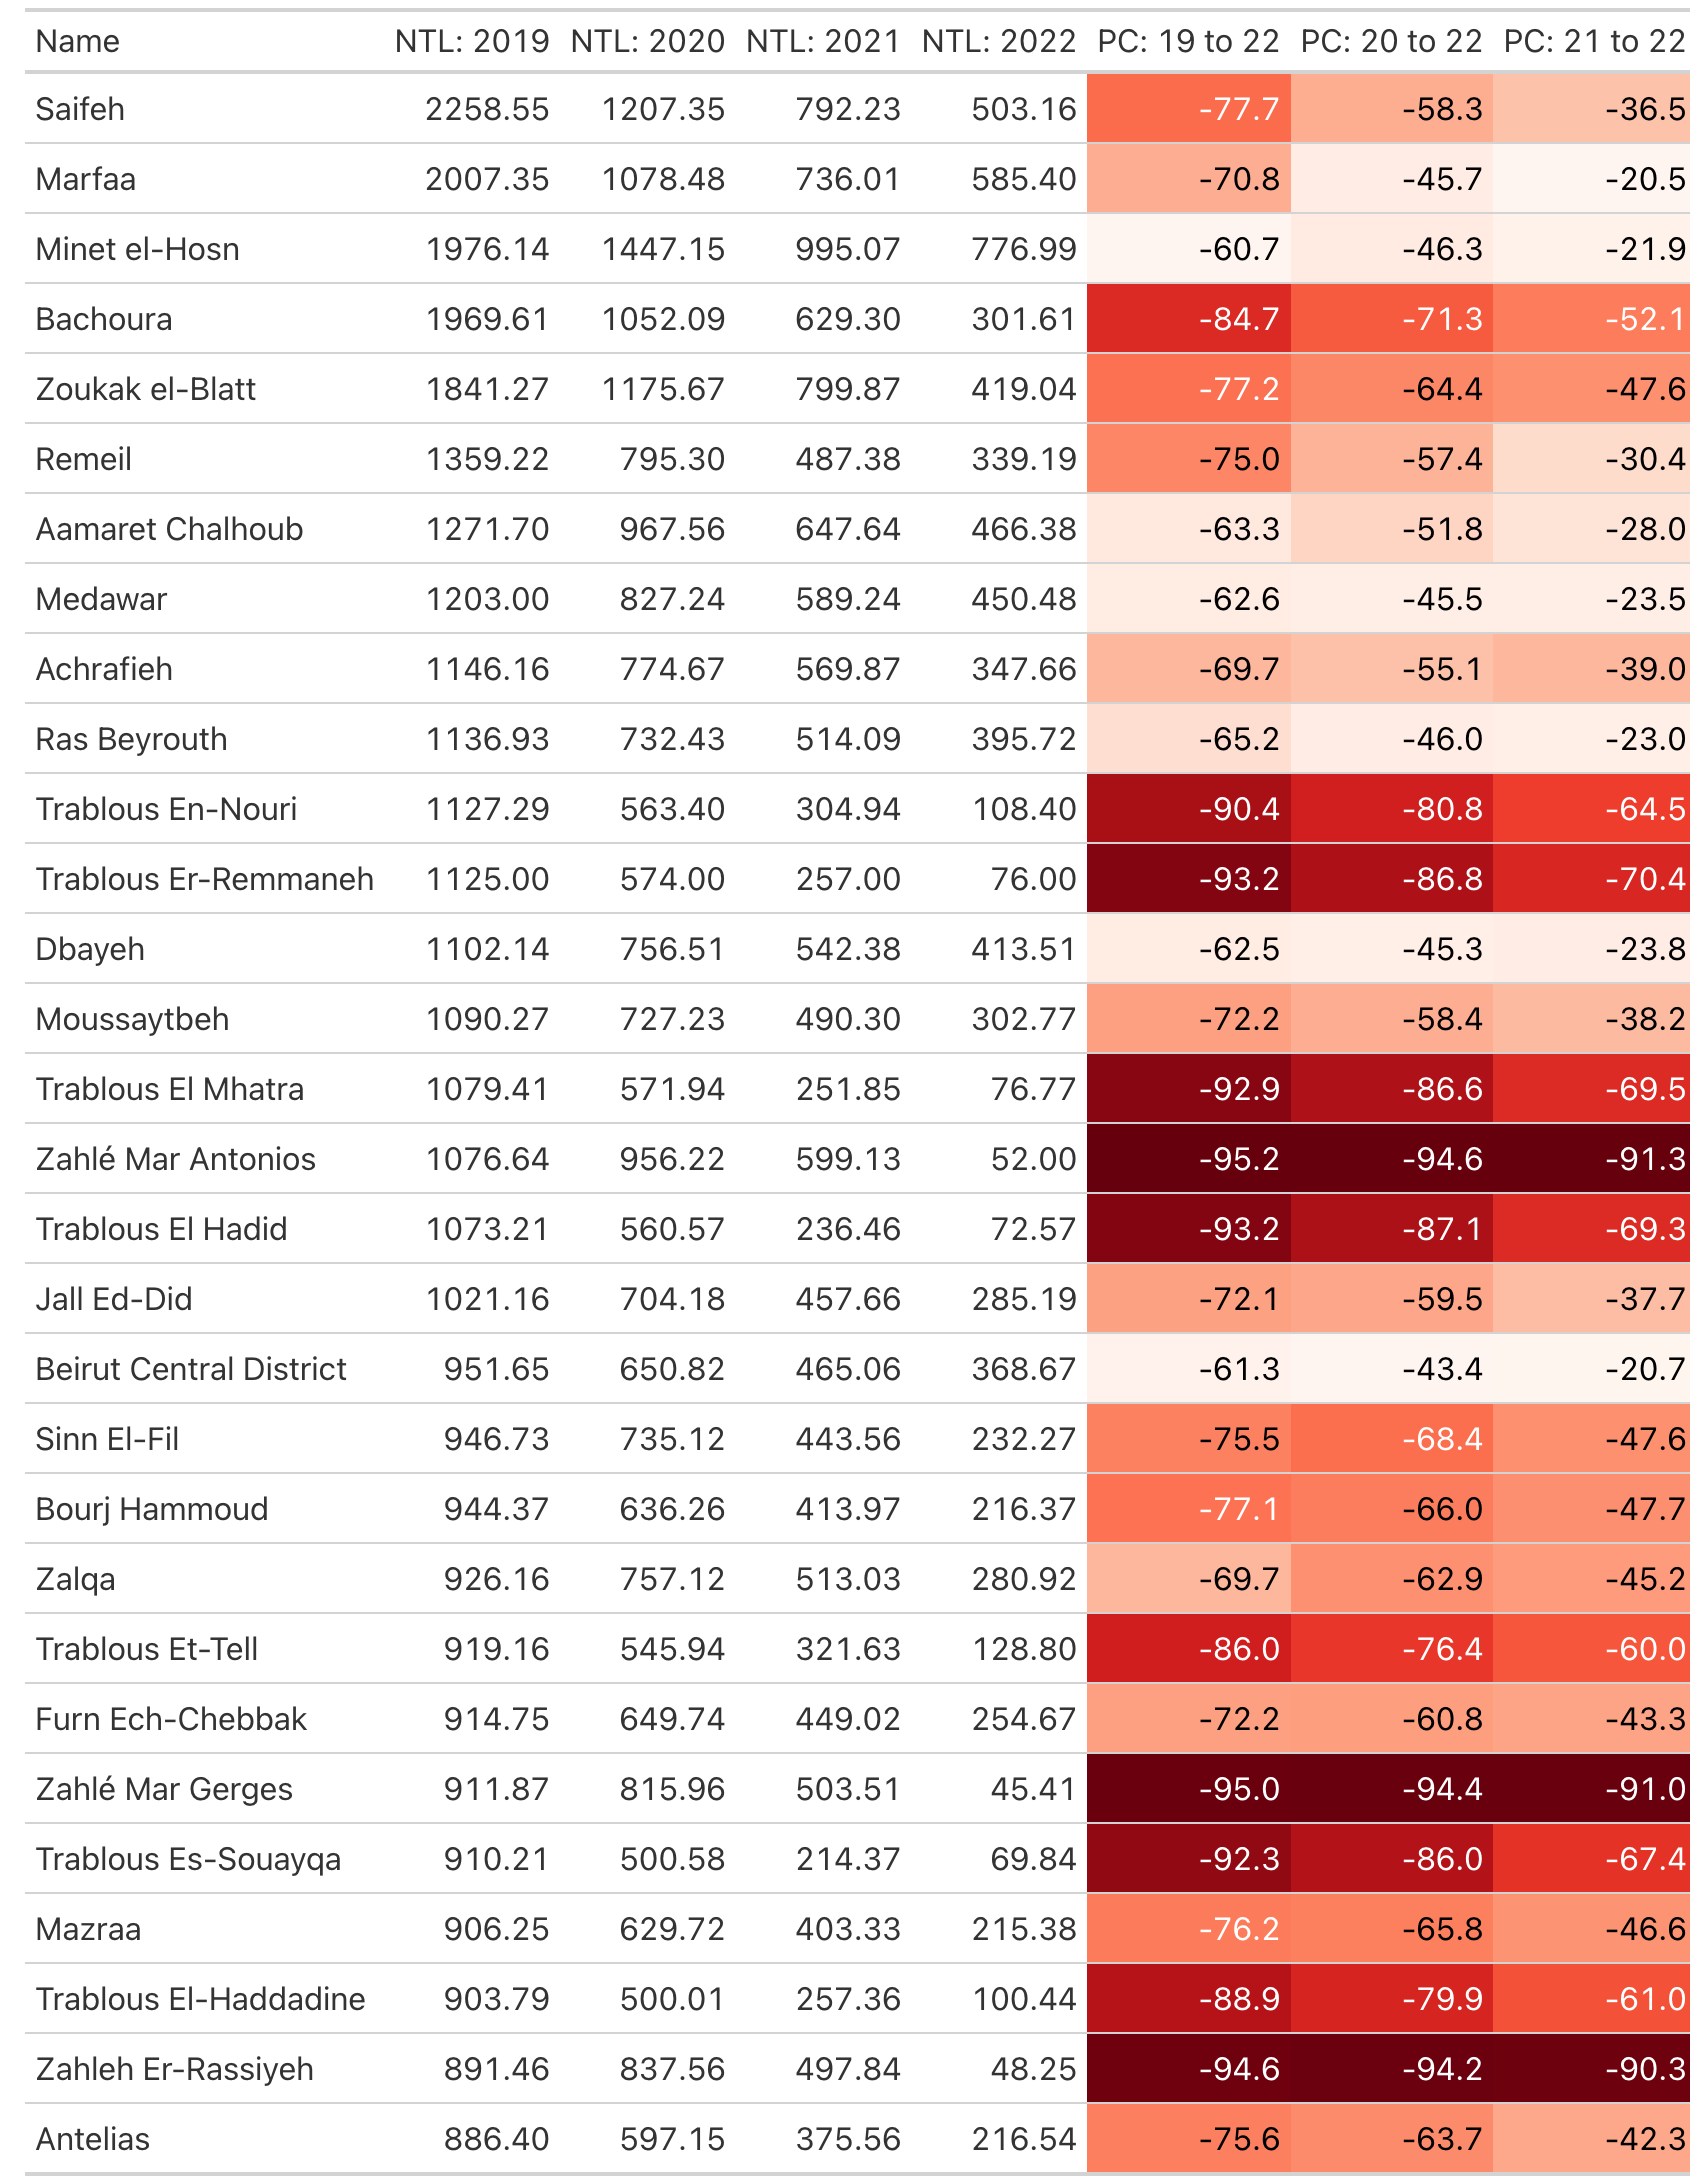 Name NTL: 2019 NTL: 2020 NTL: 2021 NTL: 2022 PC: 19 to 22 PC: 20 to 22 PC: 21 to 22
Saifeh 2258.55 1207.35 792.23 503.16 -77.7 -58.3 -36.5
Marfaa 2007.35 1078.48 736.01 585.40 -70.8 -45.7 -20.5
Minet el-Hosn 1976.14 1447.15 995.07 776.99 -60.7 -46.3 -21.9
Bachoura 1969.61 1052.09 629.30 301.61 -84.7 -71.3 -52.1
Zoukak el-Blatt 1841.27 1175.67 799.87 419.04 -77.2 -64.4 -47.6
Remeil 1359.22 795.30 487.38 339.19 -75.0 -57.4 -30.4
Aamaret Chalhoub 1271.70 967.56 647.64 466.38 -63.3 -51.8 -28.0
Medawar 1203.00 827.24 589.24 450.48 -62.6 -45.5 -23.5
Achrafieh 1146.16 774.67 569.87 347.66 -69.7 -55.1 -39.0
Ras Beyrouth 1136.93 732.43 514.09 395.72 -65.2 -46.0 -23.0
Trablous En-Nouri 1127.29 563.40 304.94 108.40 -90.4 -80.8 -64.5
Trablous Er-Remmaneh 1125.00 574.00 257.00 76.00 -93.2 -86.8 -70.4
Dbayeh 1102.14 756.51 542.38 413.51 -62.5 -45.3 -23.8
Moussaytbeh 1090.27 727.23 490.30 302.77 -72.2 -58.4 -38.2
Trablous El Mhatra 1079.41 571.94 251.85 76.77 -92.9 -86.6 -69.5
Zahlé Mar Antonios 1076.64 956.22 599.13 52.00 -95.2 -94.6 -91.3
Trablous El Hadid 1073.21 560.57 236.46 72.57 -93.2 -87.1 -69.3
Jall Ed-Did 1021.16 704.18 457.66 285.19 -72.1 -59.5 -37.7
Beirut Central District 951.65 650.82 465.06 368.67 -61.3 -43.4 -20.7
Sinn El-Fil 946.73 735.12 443.56 232.27 -75.5 -68.4 -47.6
Bourj Hammoud 944.37 636.26 413.97 216.37 -77.1 -66.0 -47.7
Zalqa 926.16 757.12 513.03 280.92 -69.7 -62.9 -45.2
Trablous Et-Tell 919.16 545.94 321.63 128.80 -86.0 -76.4 -60.0
Furn Ech-Chebbak 914.75 649.74 449.02 254.67 -72.2 -60.8 -43.3
Zahlé Mar Gerges 911.87 815.96 503.51 45.41 -95.0 -94.4 -91.0
Trablous Es-Souayqa 910.21 500.58 214.37 69.84 -92.3 -86.0 -67.4
Mazraa 906.25 629.72 403.33 215.38 -76.2 -65.8 -46.6
Trablous El-Haddadine 903.79 500.01 257.36 100.44 -88.9 -79.9 -61.0
Zahleh Er-Rassiyeh 891.46 837.56 497.84 48.25 -94.6 -94.2 -90.3
Antelias 886.40 597.15 375.56 216.54 -75.6 -63.7 -42.3